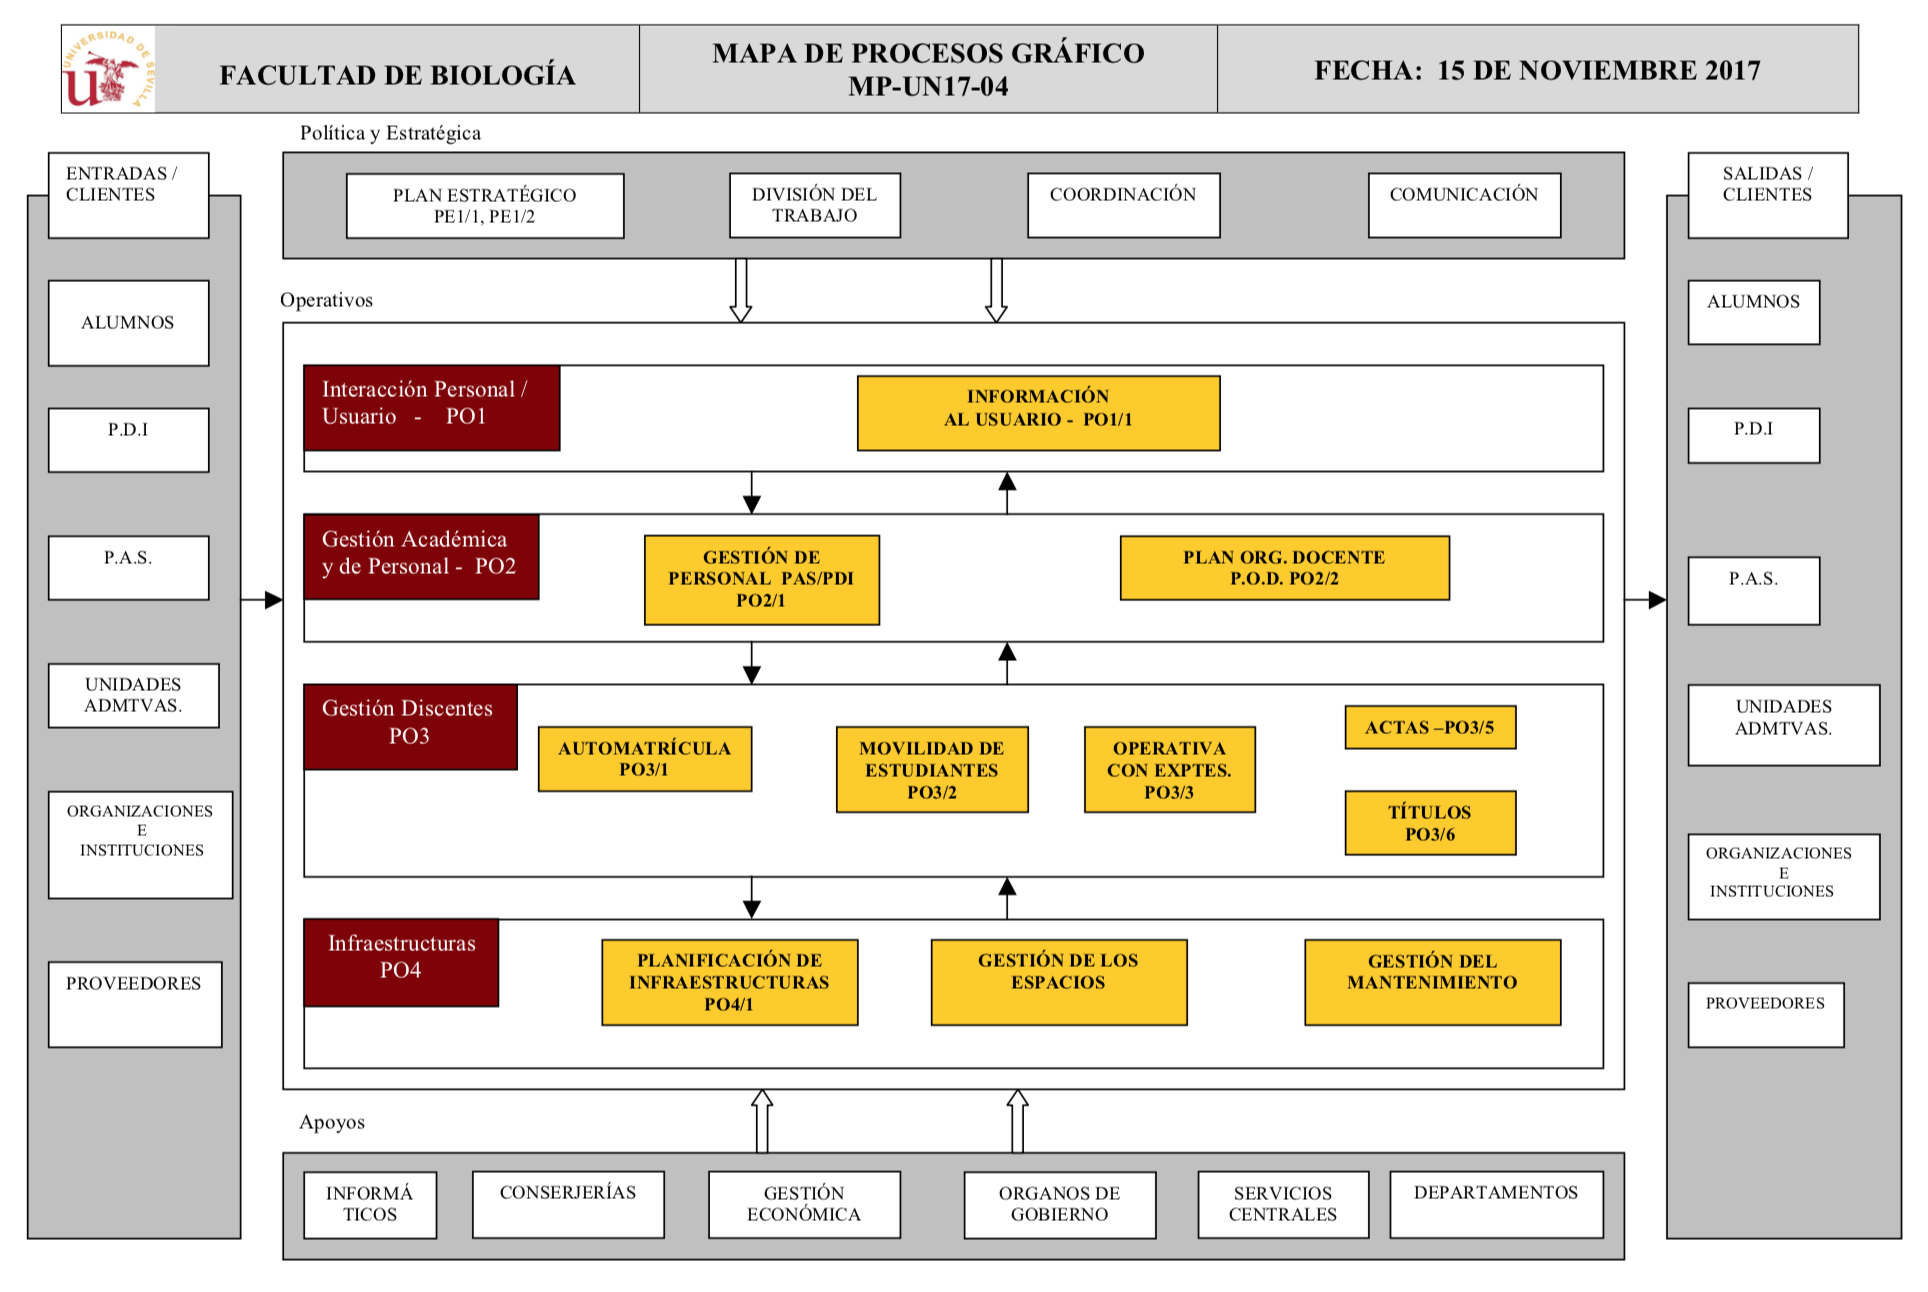 UNIVERSIDAD DE SEVILLA
FACULTAD DE BIOLOGÍA
MAPA DE PROCESOS GRÁFICO
MP-UN17-04
FECHA: 15 DE NOVIEMBRE 2017
Política y Estratégica
ENTRADAS /
CLIENTES
ALUMNOS
P.D.I
P.A.S.
UNIDADES
ADMTVAS.
ORGANIZACIONES
E
INSTITUCIONES
PROVEEDORES
PLAN ESTRATÉGICO
PE1/1, PE1/2
DIVISIÓN DEL
TRABAJO
COORDINACIÓN
COMUNICACIÓN
Operativos
Interacción Personal /
Usuario - PO1
INFORMACIÓN
AL USUARIO - PO1/1
Gestión Académica
y de Personal - PO2
GESTIÓN DE
PERSONAL PAS/PDI
PO2/1
PLAN ORG. DOCENTE
P.O.D. PO2/2
Gestión Discentes
PO3
AUTOMATRÍCULA
PO3/1
MOVILIDAD DE
ESTUDIANTES
PO3/2
OPERATIVA
CON EXPTES.
PO3/3
ACTAS –PO3/5
TÍTULOS
PO3/6
Infraestructuras
PO4
PLANIFICACIÓN DE
INFRAESTRUCTURAS
PO4/1
GESTIÓN DE LOS
ESPACIOS
GESTIÓN DEL
MANTENIMIENTO
Apoyos
INFORMÁ
TICOS
CONSERJERÍAS
GESTIÓN
ECONÓMICA
ORGANOS DE
GOBIERNO
SERVICIOS
CENTRALES
DEPARTAMENTOS
SALIDAS /
CLIENTES
ALUMNOS
P.D.I
P.A.S.
UNIDADES
ADMTVAS.
ORGANIZACIONES
E
INSTITUCIONES
PROVEEDORES